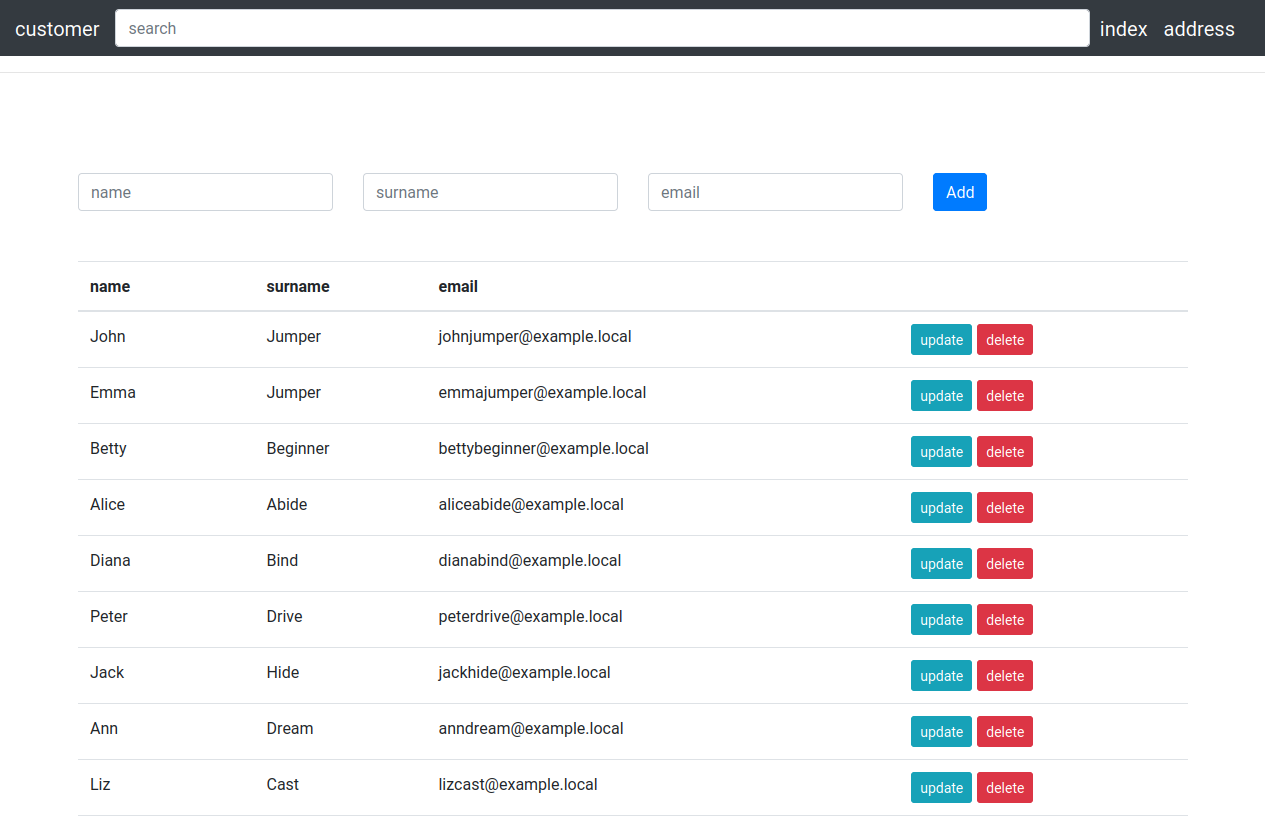 customer search index address
name surname email Add
name surname email
John Jumper johnjumper@example.local update delete
Emma Jumper emmajumper@example.local update delete
Betty Beginner bettybeginner@example.local update delete
Alice Abide aliceabide@example.local update delete
Diana Bind dianabind@example.local update delete
Peter Drive peterdrive@example.local update delete
Jack Hide jackhide@example.local update delete
Ann Dream anndream@example.local update delete
Liz Cast lizcast@example.local update delete